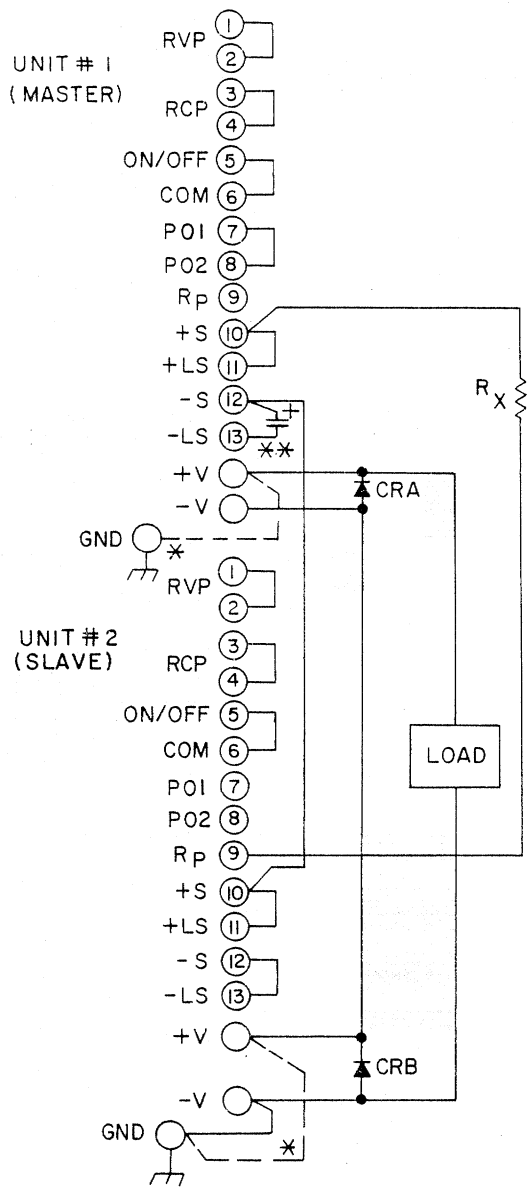 UNIT # 1
(MASTER)
RVP
1
2
RCP
3
4
ON/OFF 5
COM 6
PO1 7
PO2 8
Rp 9
+S 10
+LS 11
-S 12
+
-LS 13
**
+V
-V
CRA
RX
GND
*
UNIT #2
(SLAVE)
RVP
1
2
RCP
3
4
ON/OFF 5
COM 6
PO1 7
PO2 8
Rp 9
+S 10
+LS 11
-S 12
-LS 13
LOAD
+V
CRB
-V
GND
*